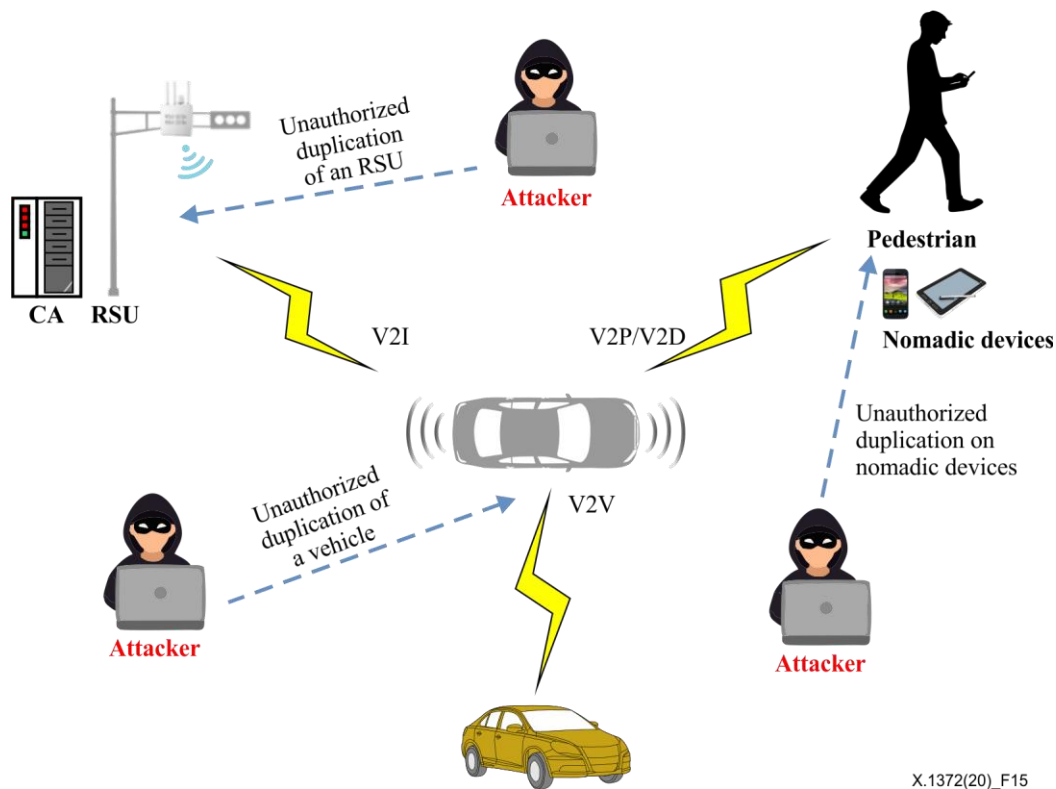 Unauthorized
duplication
of an RSU
Attacker
Pedestrian
CA
RSU
V2I
V2P/V2D
Nomadic devices
Unauthorized
duplication on
nomadic devices
Unauthorized
duplication of
a vehicle
V2V
Attacker
Attacker
X.1372(20)_F15